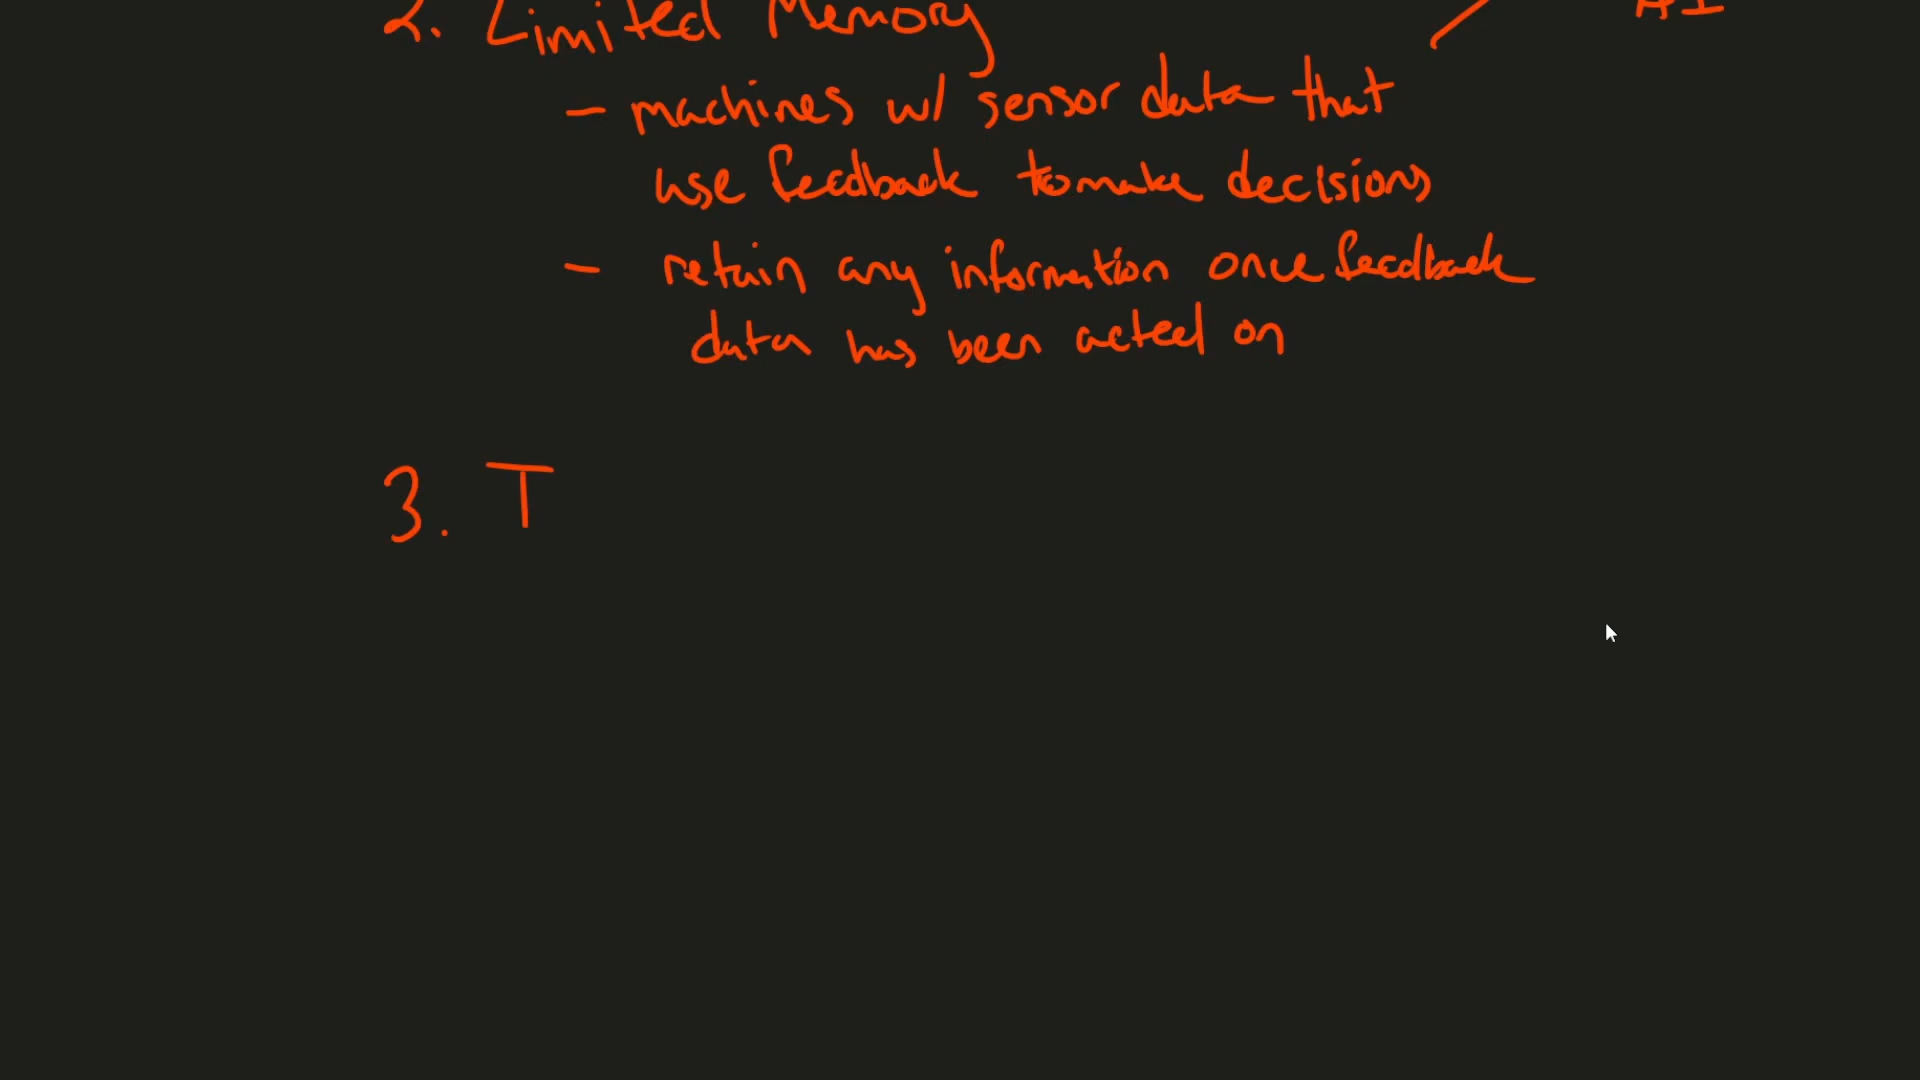 2. Limited Memory
AI
- machines w/ sensor data that
use feedback to make decisions
- retain any information once feedback
data has been acted on
3. T